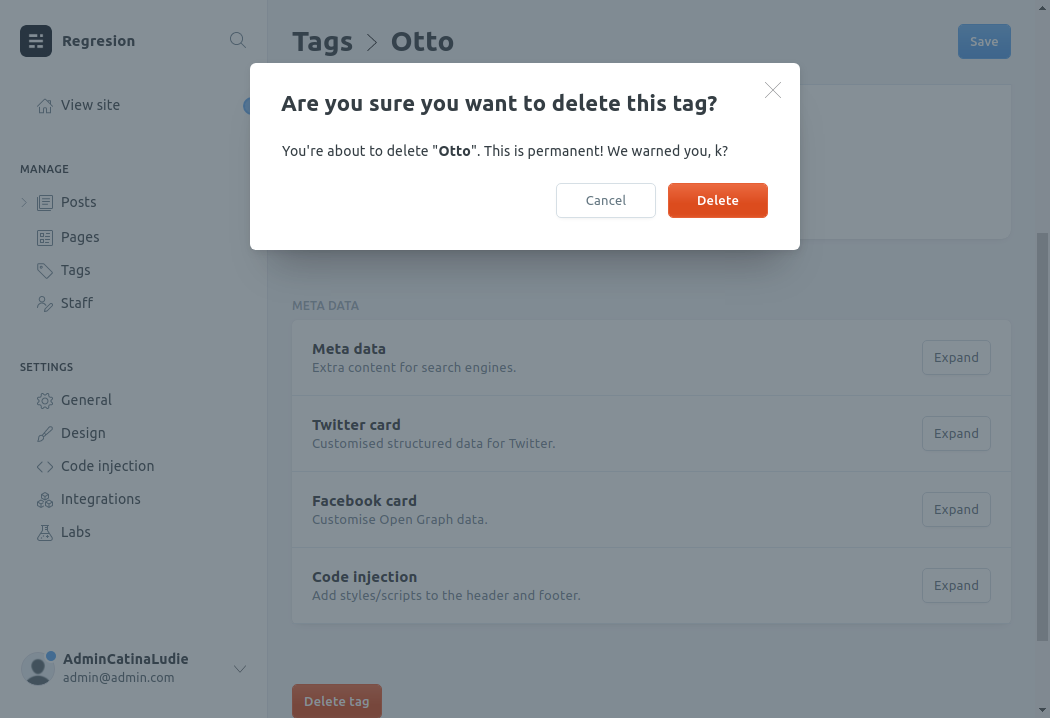 Regresion
View site
MANAGE
Posts
Pages
Tags
Staff
SETTINGS
General
Design
Code injection
Integrations
Labs
AdminCatinaLudie
admin@admin.com
Tags > Otto
Save
Are you sure you want to delete this tag?
You're about to delete "Otto". This is permanent! We warned you, k?
Cancel
Delete
META DATA
Meta data
Extra content for search engines.
Expand
Twitter card
Customised structured data for Twitter.
Expand
Facebook card
Customise Open Graph data.
Expand
Code injection
Add styles/scripts to the header and footer.
Expand
Delete tag